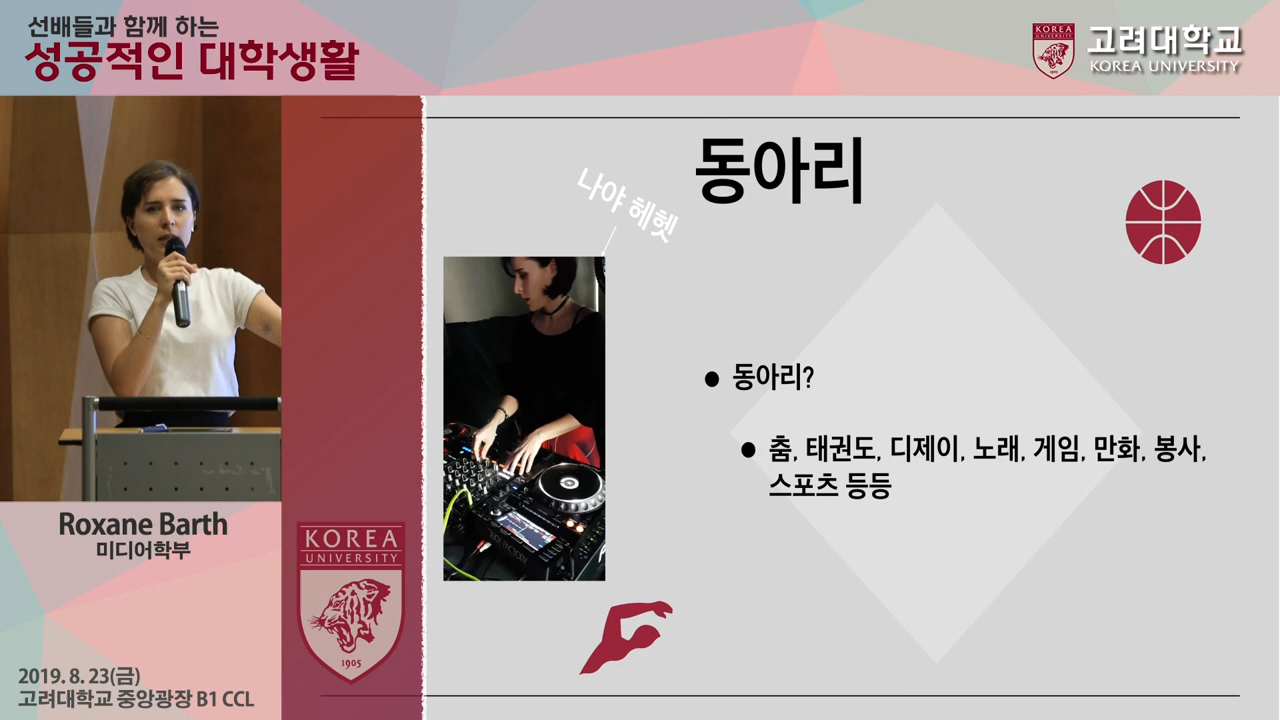 선배들과 함께 하는
성공적인 대학생활
KOREA
UNIVERSITY
1905
고려대학교
KOREA UNIVERSITY
동아리
나야 헤헷
동아리?
춤, 태권도, 디제이, 노래, 게임, 만화, 봉사,
스포츠 등등
Roxane Barth
미디어학부
KOREA
UNIVERSITY
1905
2019. 8. 23(금)
고려대학교 중앙광장 B1 CCL